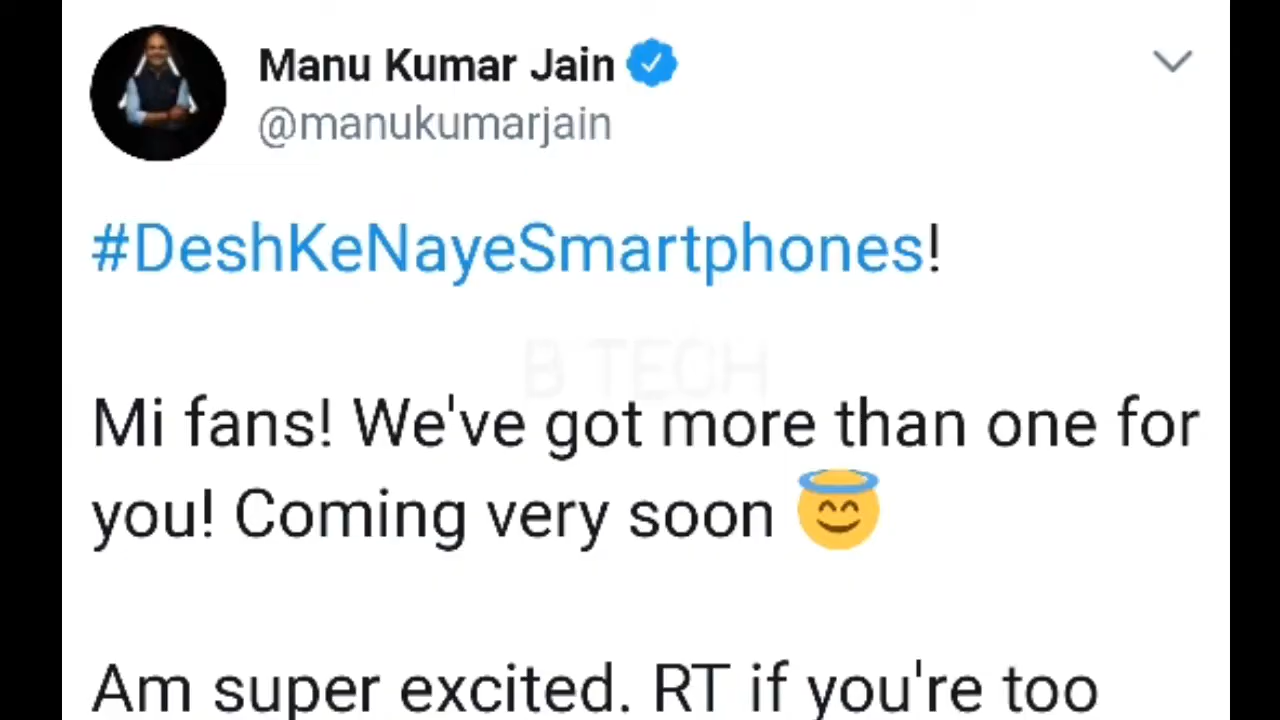 Manu Kumar Jain
@manukumarjain
#DeshKeNayeSmartphones!
B TECH
Mi fans! We've got more than one for
you! Coming very soon 😇
Am super excited. RT if you're too